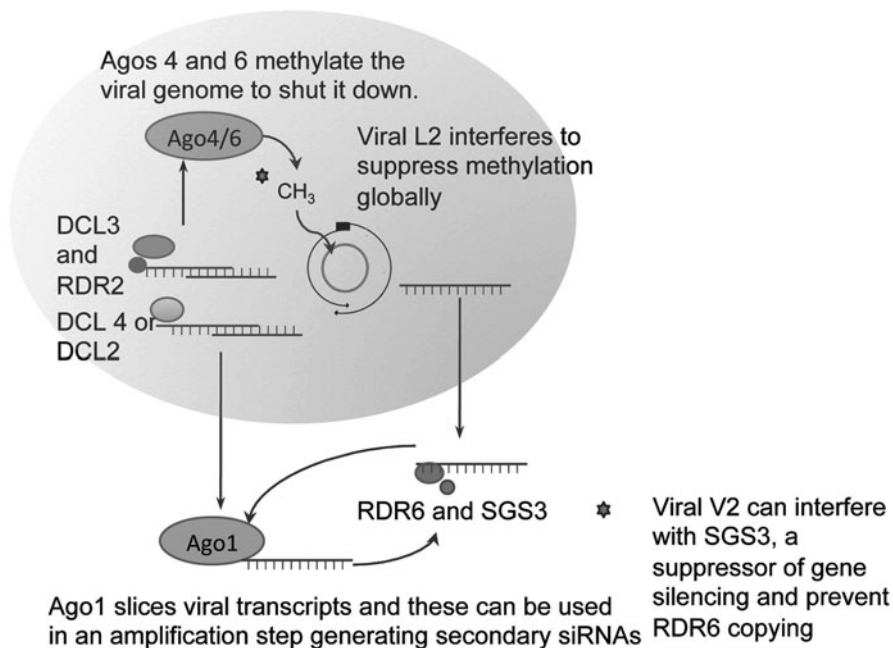 Agos 4 and 6 methylate the
viral genome to shut it down.
Ago4/6
Viral L2 interferes to
suppress methylation
globally
CH₃
DCL3
and
RDR2
DCL 4 or
DCL2
RDR6 and SGS3
Ago1
Viral V2 can interfere
with SGS3, a
suppressor of gene
silencing and prevent
RDR6 copying
Ago1 slices viral transcripts and these can be used
in an amplification step generating secondary siRNAs